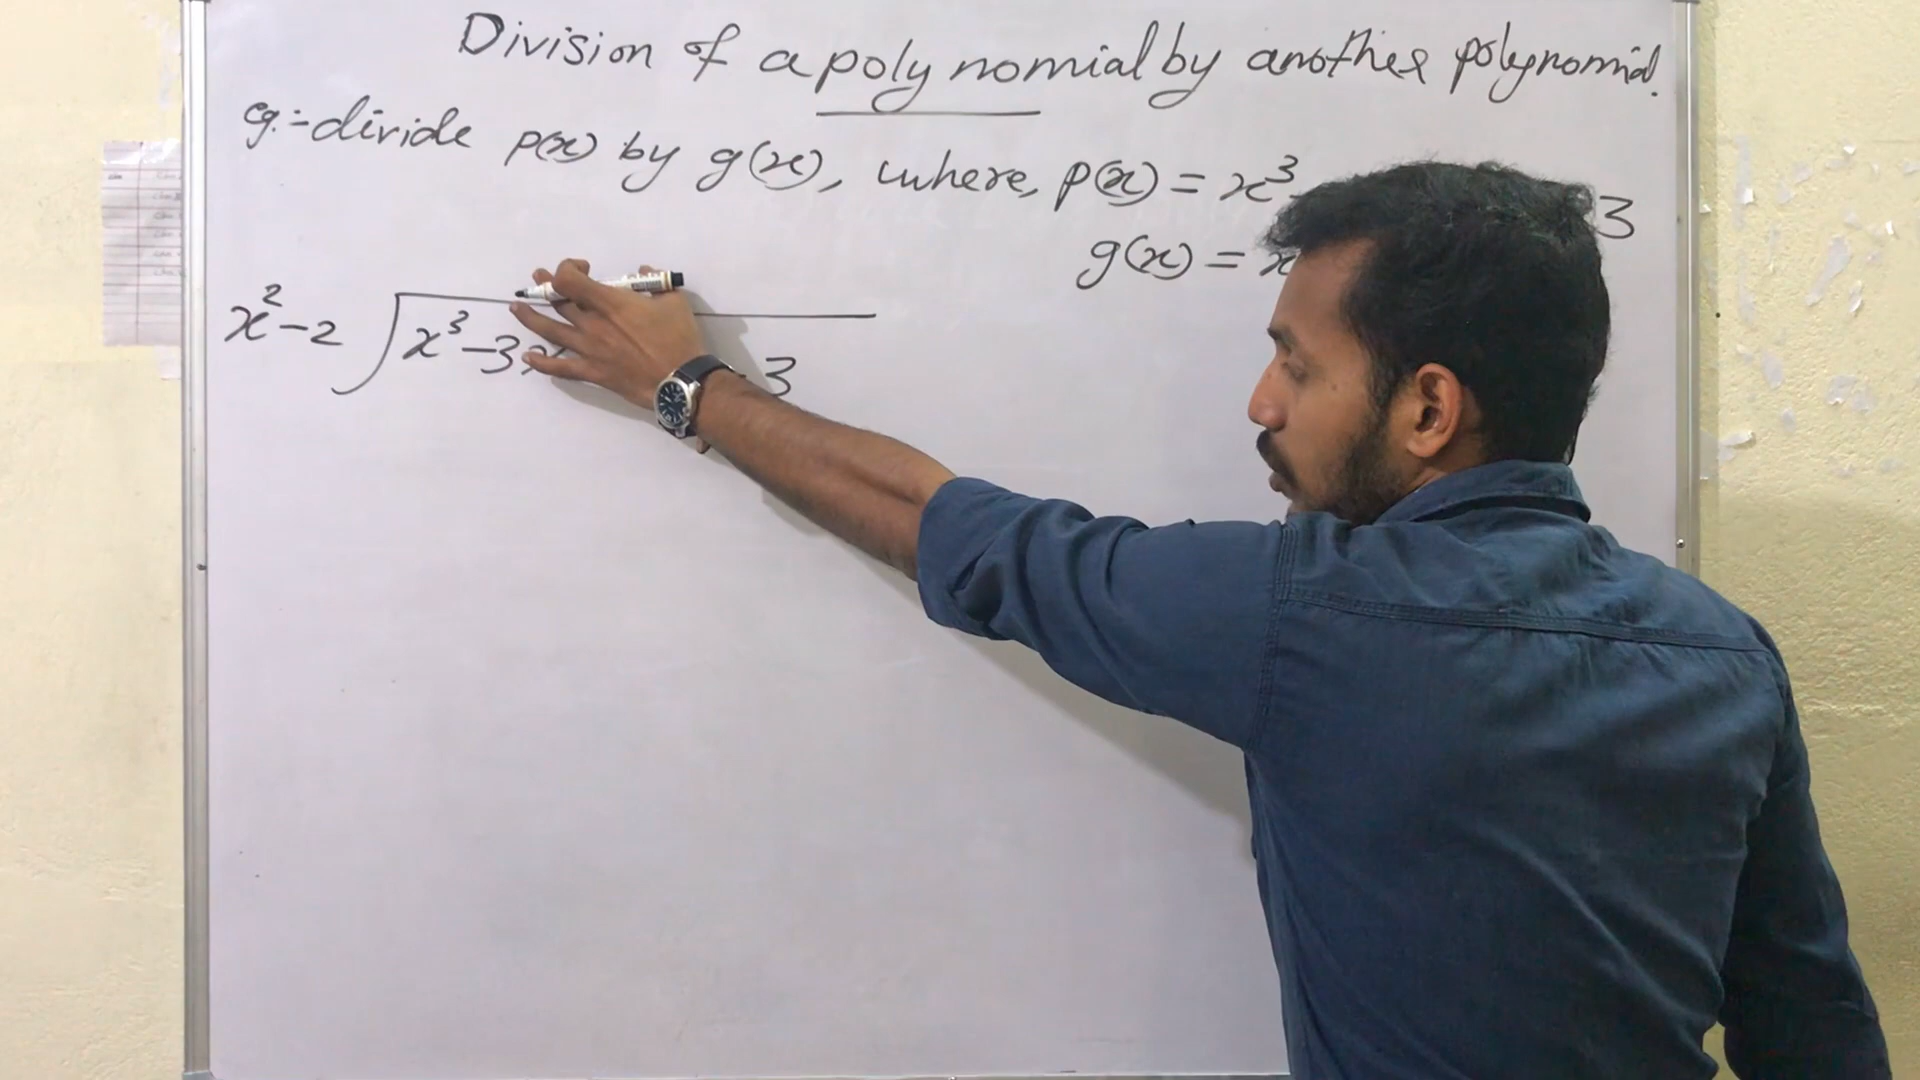 Division of a polynomial by another polynomial.
eg:- divide p(x) by g(x), where, p(x) = x³ 3
g(x) = x
x² - 2 x³ - 3x - 3